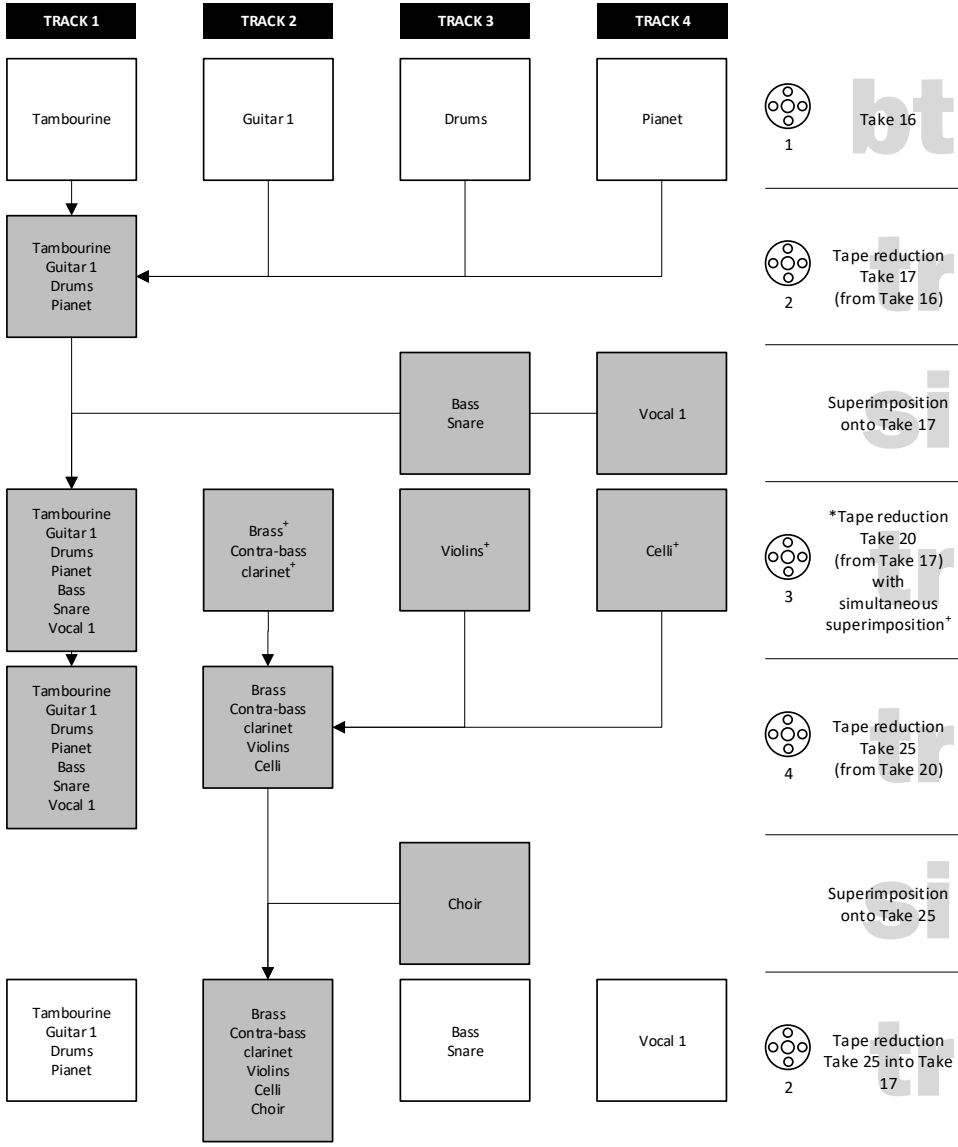 TRACK 1
TRACK 2
TRACK 3
TRACK 4
Tambourine
Guitar 1
Drums
Pianet
1
bt
Take 16
Tambourine
Guitar 1
Drums
Pianet
2
tr
Tape reduction
Take 17
(from Take 16)
Bass
Snare
Vocal 1
si
Superimposition
onto Take 17
Tambourine
Guitar 1
Drums
Pianet
Bass
Snare
Vocal 1
Brass+
Contra-bass
clarinet+
Violins+
Celli+
3
tr
*Tape reduction
Take 20
(from Take 17)
with
simultaneous
superimposition+
Tambourine
Guitar 1
Drums
Pianet
Bass
Snare
Vocal 1
Brass
Contra-bass
clarinet
Violins
Celli
4
tr
Tape reduction
Take 25
(from Take 20)
Choir
si
Superimposition
onto Take 25
Tambourine
Guitar 1
Drums
Pianet
Brass
Contra-bass
clarinet
Violins
Celli
Choir
Bass
Snare
Vocal 1
2
tr
Tape reduction
Take 25 into Take
17